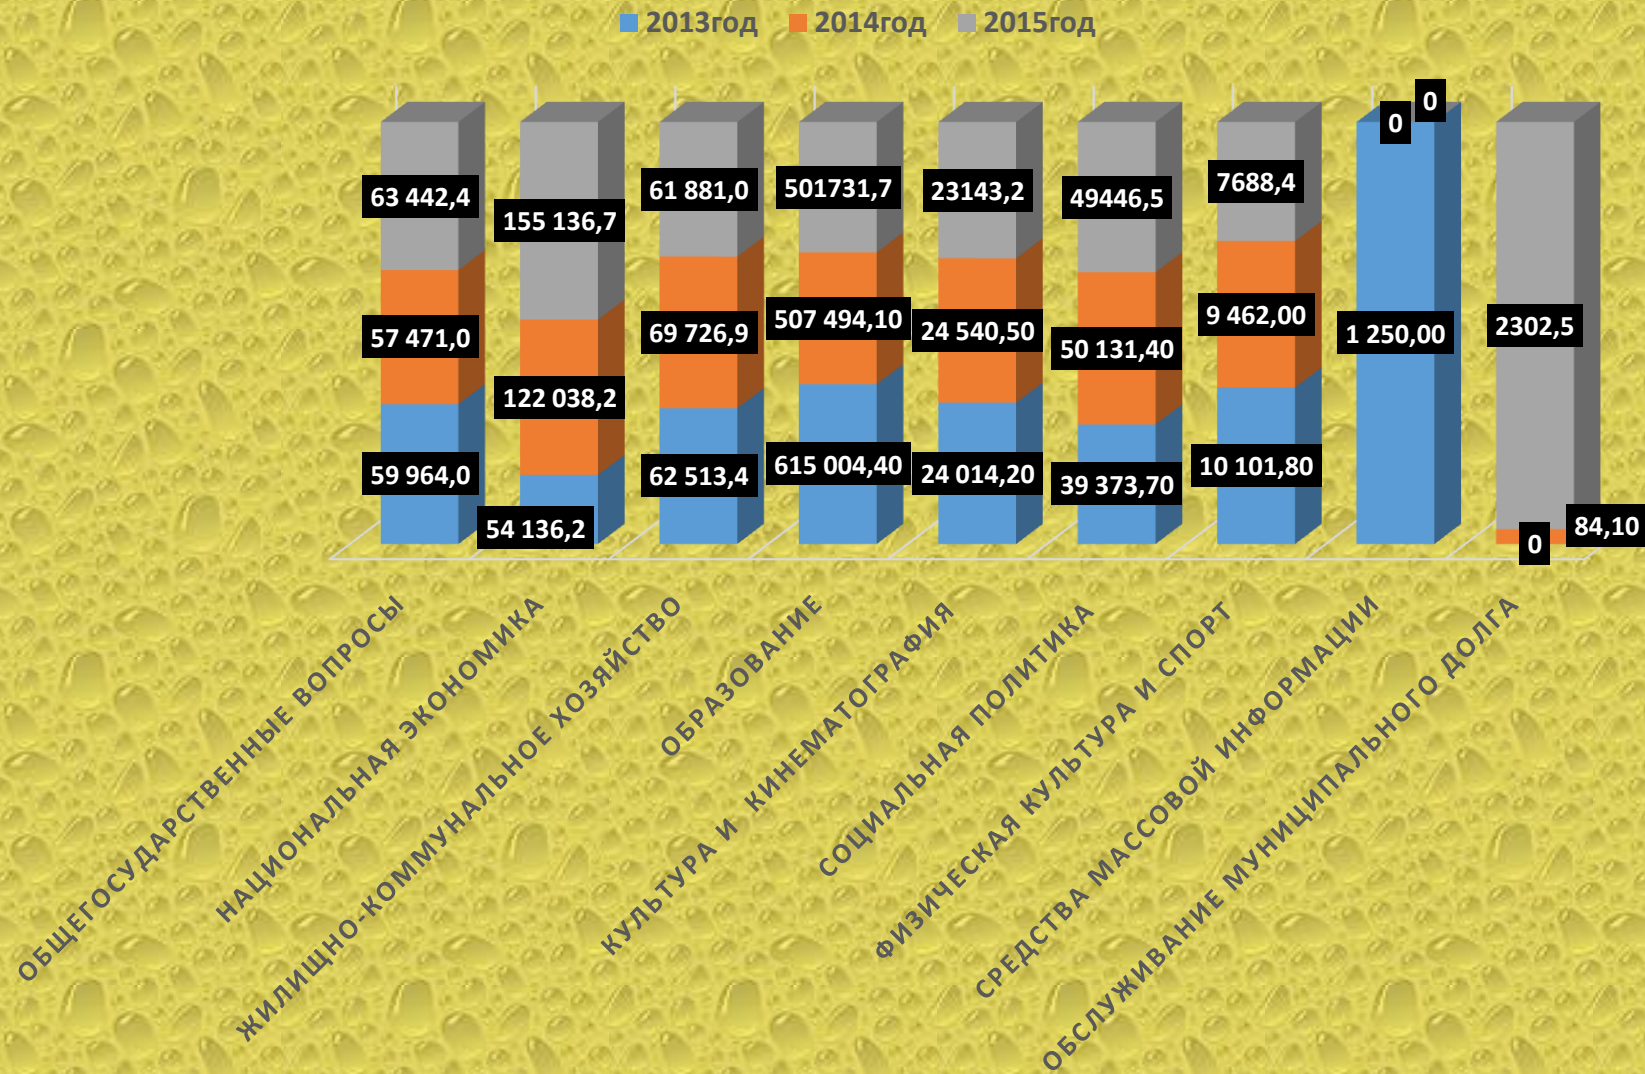 2013год 2014год 2015год
0
0
63 442,4
155 136,7
61 881,0
501731,7
23143,2
49446,5
7688,4
57 471,0
122 038,2
69 726,9
507 494,10
24 540,50
50 131,40
9 462,00
1 250,00
2302,5
59 964,0
54 136,2
62 513,4
615 004,40
24 014,20
39 373,70
10 101,80
0
84,10
ОБЩЕГОСУДАРСТВЕННЫЕ ВОПРОСЫ
НАЦИОНАЛЬНАЯ ЭКОНОМИКА
ЖИЛИЩНО-КОММУНАЛЬНОЕ ХОЗЯЙСТВО
ОБРАЗОВАНИЕ
КУЛЬТУРА И КИНЕМАТОГРАФИЯ
СОЦИАЛЬНАЯ ПОЛИТИКА
ФИЗИЧЕСКАЯ КУЛЬТУРА И СПОРТ
СРЕДСТВА МАССОВОЙ ИНФОРМАЦИИ
ОБСЛУЖИВАНИЕ МУНИЦИПАЛЬНОГО ДОЛГА